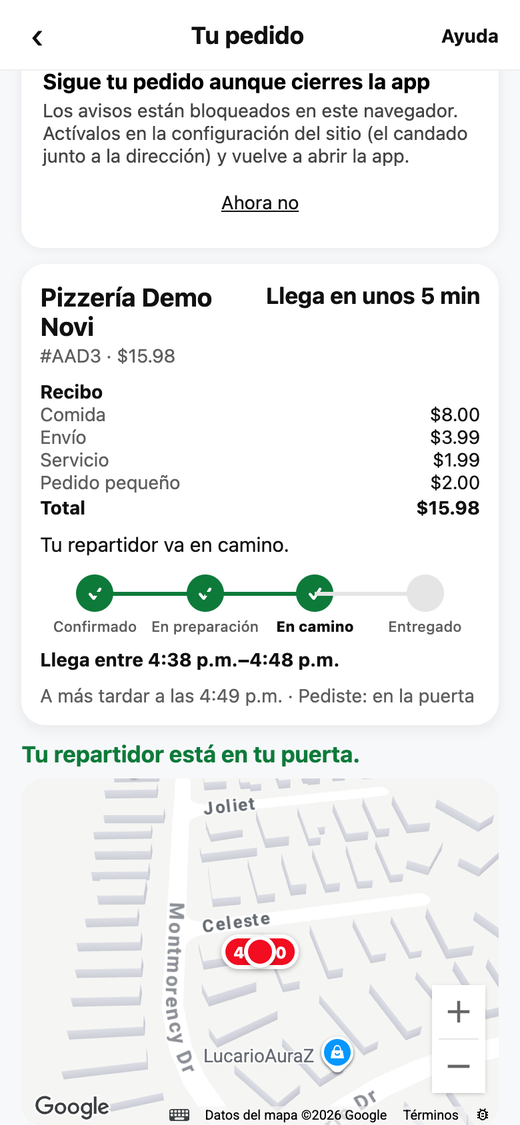 Tu pedido
Ayuda
Sigue tu pedido aunque cierres la app
Los avisos están bloqueados en este navegador.
Actívalos en la configuración del sitio (el candado
junto a la dirección) y vuelve a abrir la app.
Ahora no
Pizzería Demo
Novi
Llega en unos 5 min
#AAD3 · $15.98
Recibo
Comida $8.00
Envío $3.99
Servicio $1.99
Pedido pequeño $2.00
Total $15.98
Tu repartidor va en camino.
Confirmado En preparación En camino Entregado
Llega entre 4:38 p.m.–4:48 p.m.
A más tardar a las 4:49 p.m. · Pediste: en la puerta
Tu repartidor está en tu puerta.
Joliet
Celeste
Montmorency Dr
LucarioAuraZ
Dr
Google
Datos del mapa ©2026 Google
Términos